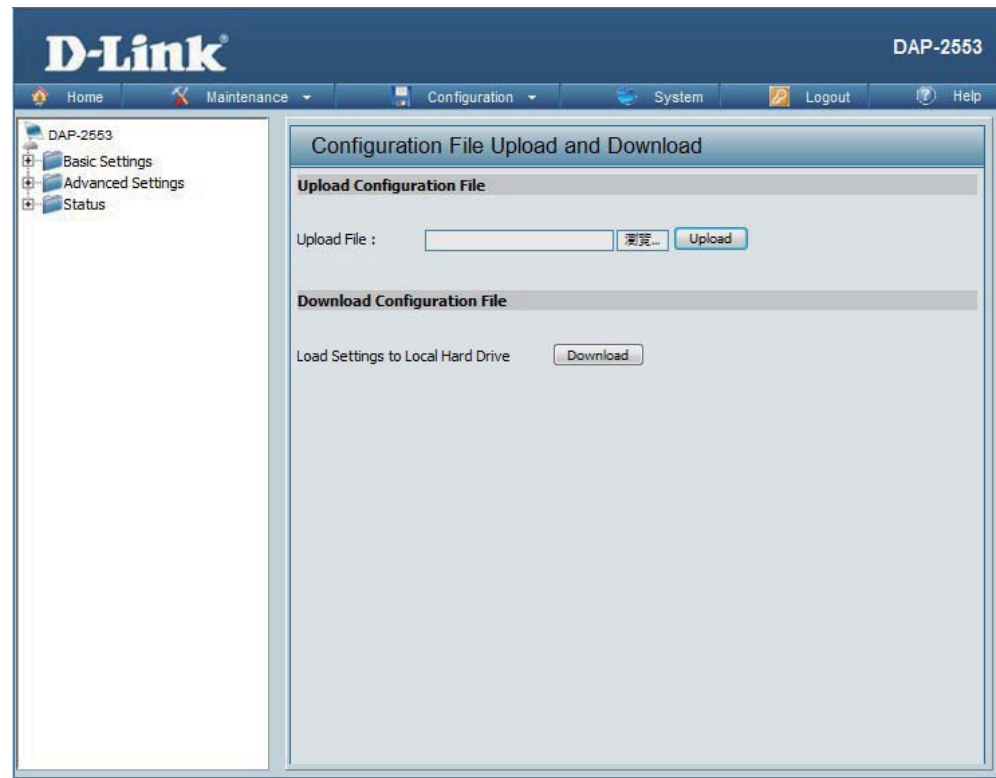 D-Link®
DAP-2553
Home Maintenance Configuration System Logout Help
DAP-2553
Basic Settings
Advanced Settings
Status
Configuration File Upload and Download
Upload Configuration File
Upload File : 瀏覽... Upload
Download Configuration File
Load Settings to Local Hard Drive Download